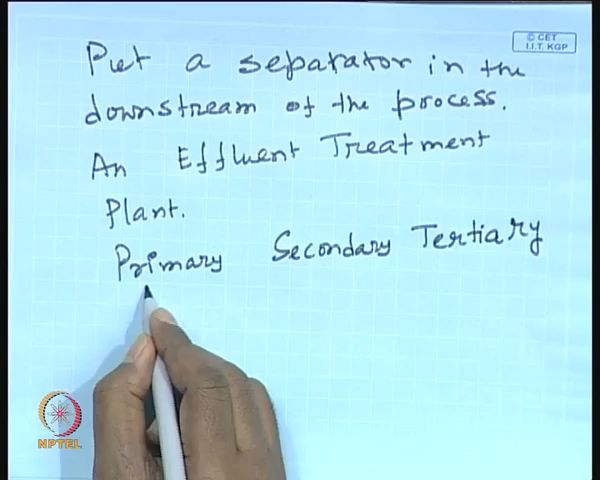 © CET
I.I.T. KGP
Put a separator in the
downstream of the process.
An Effluent Treatment
Plant.
Primary Secondary Tertiary
NPTEL